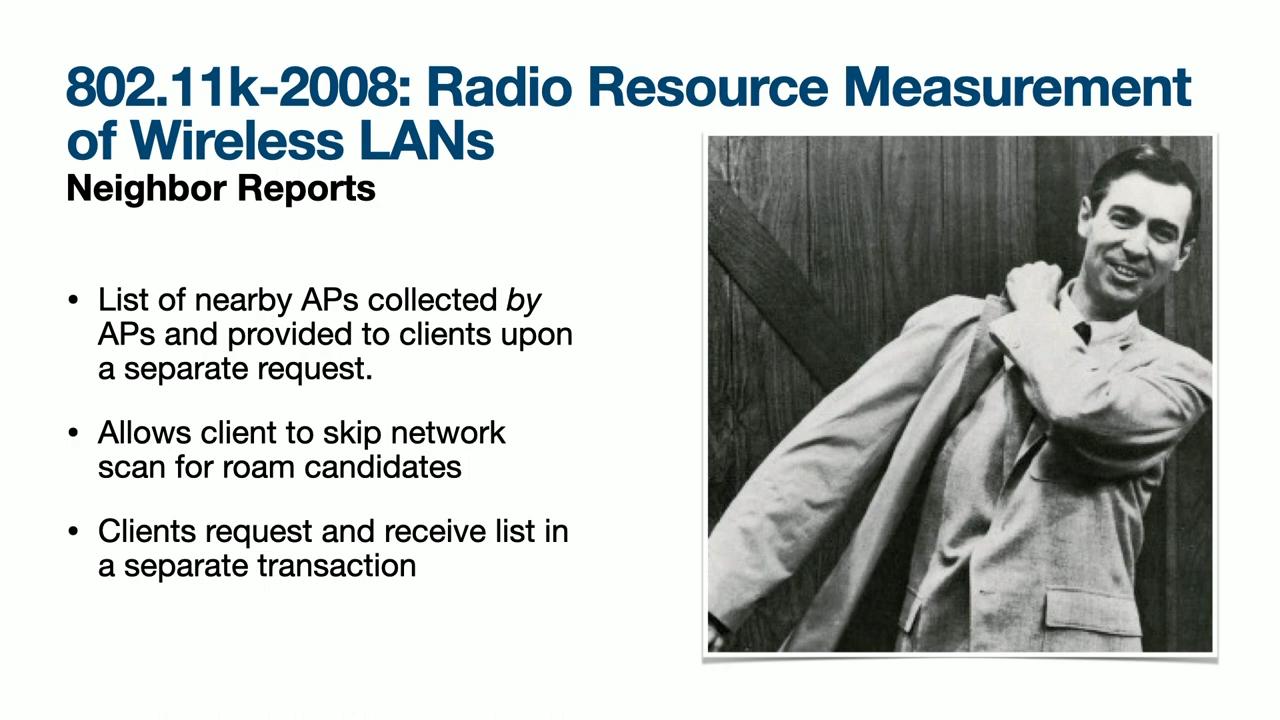 802.11k-2008: Radio Resource Measurement
of Wireless LANs
Neighbor Reports
• List of nearby APs collected by
APs and provided to clients upon
a separate request.
• Allows client to skip network
scan for roam candidates
• Clients request and receive list in
a separate transaction